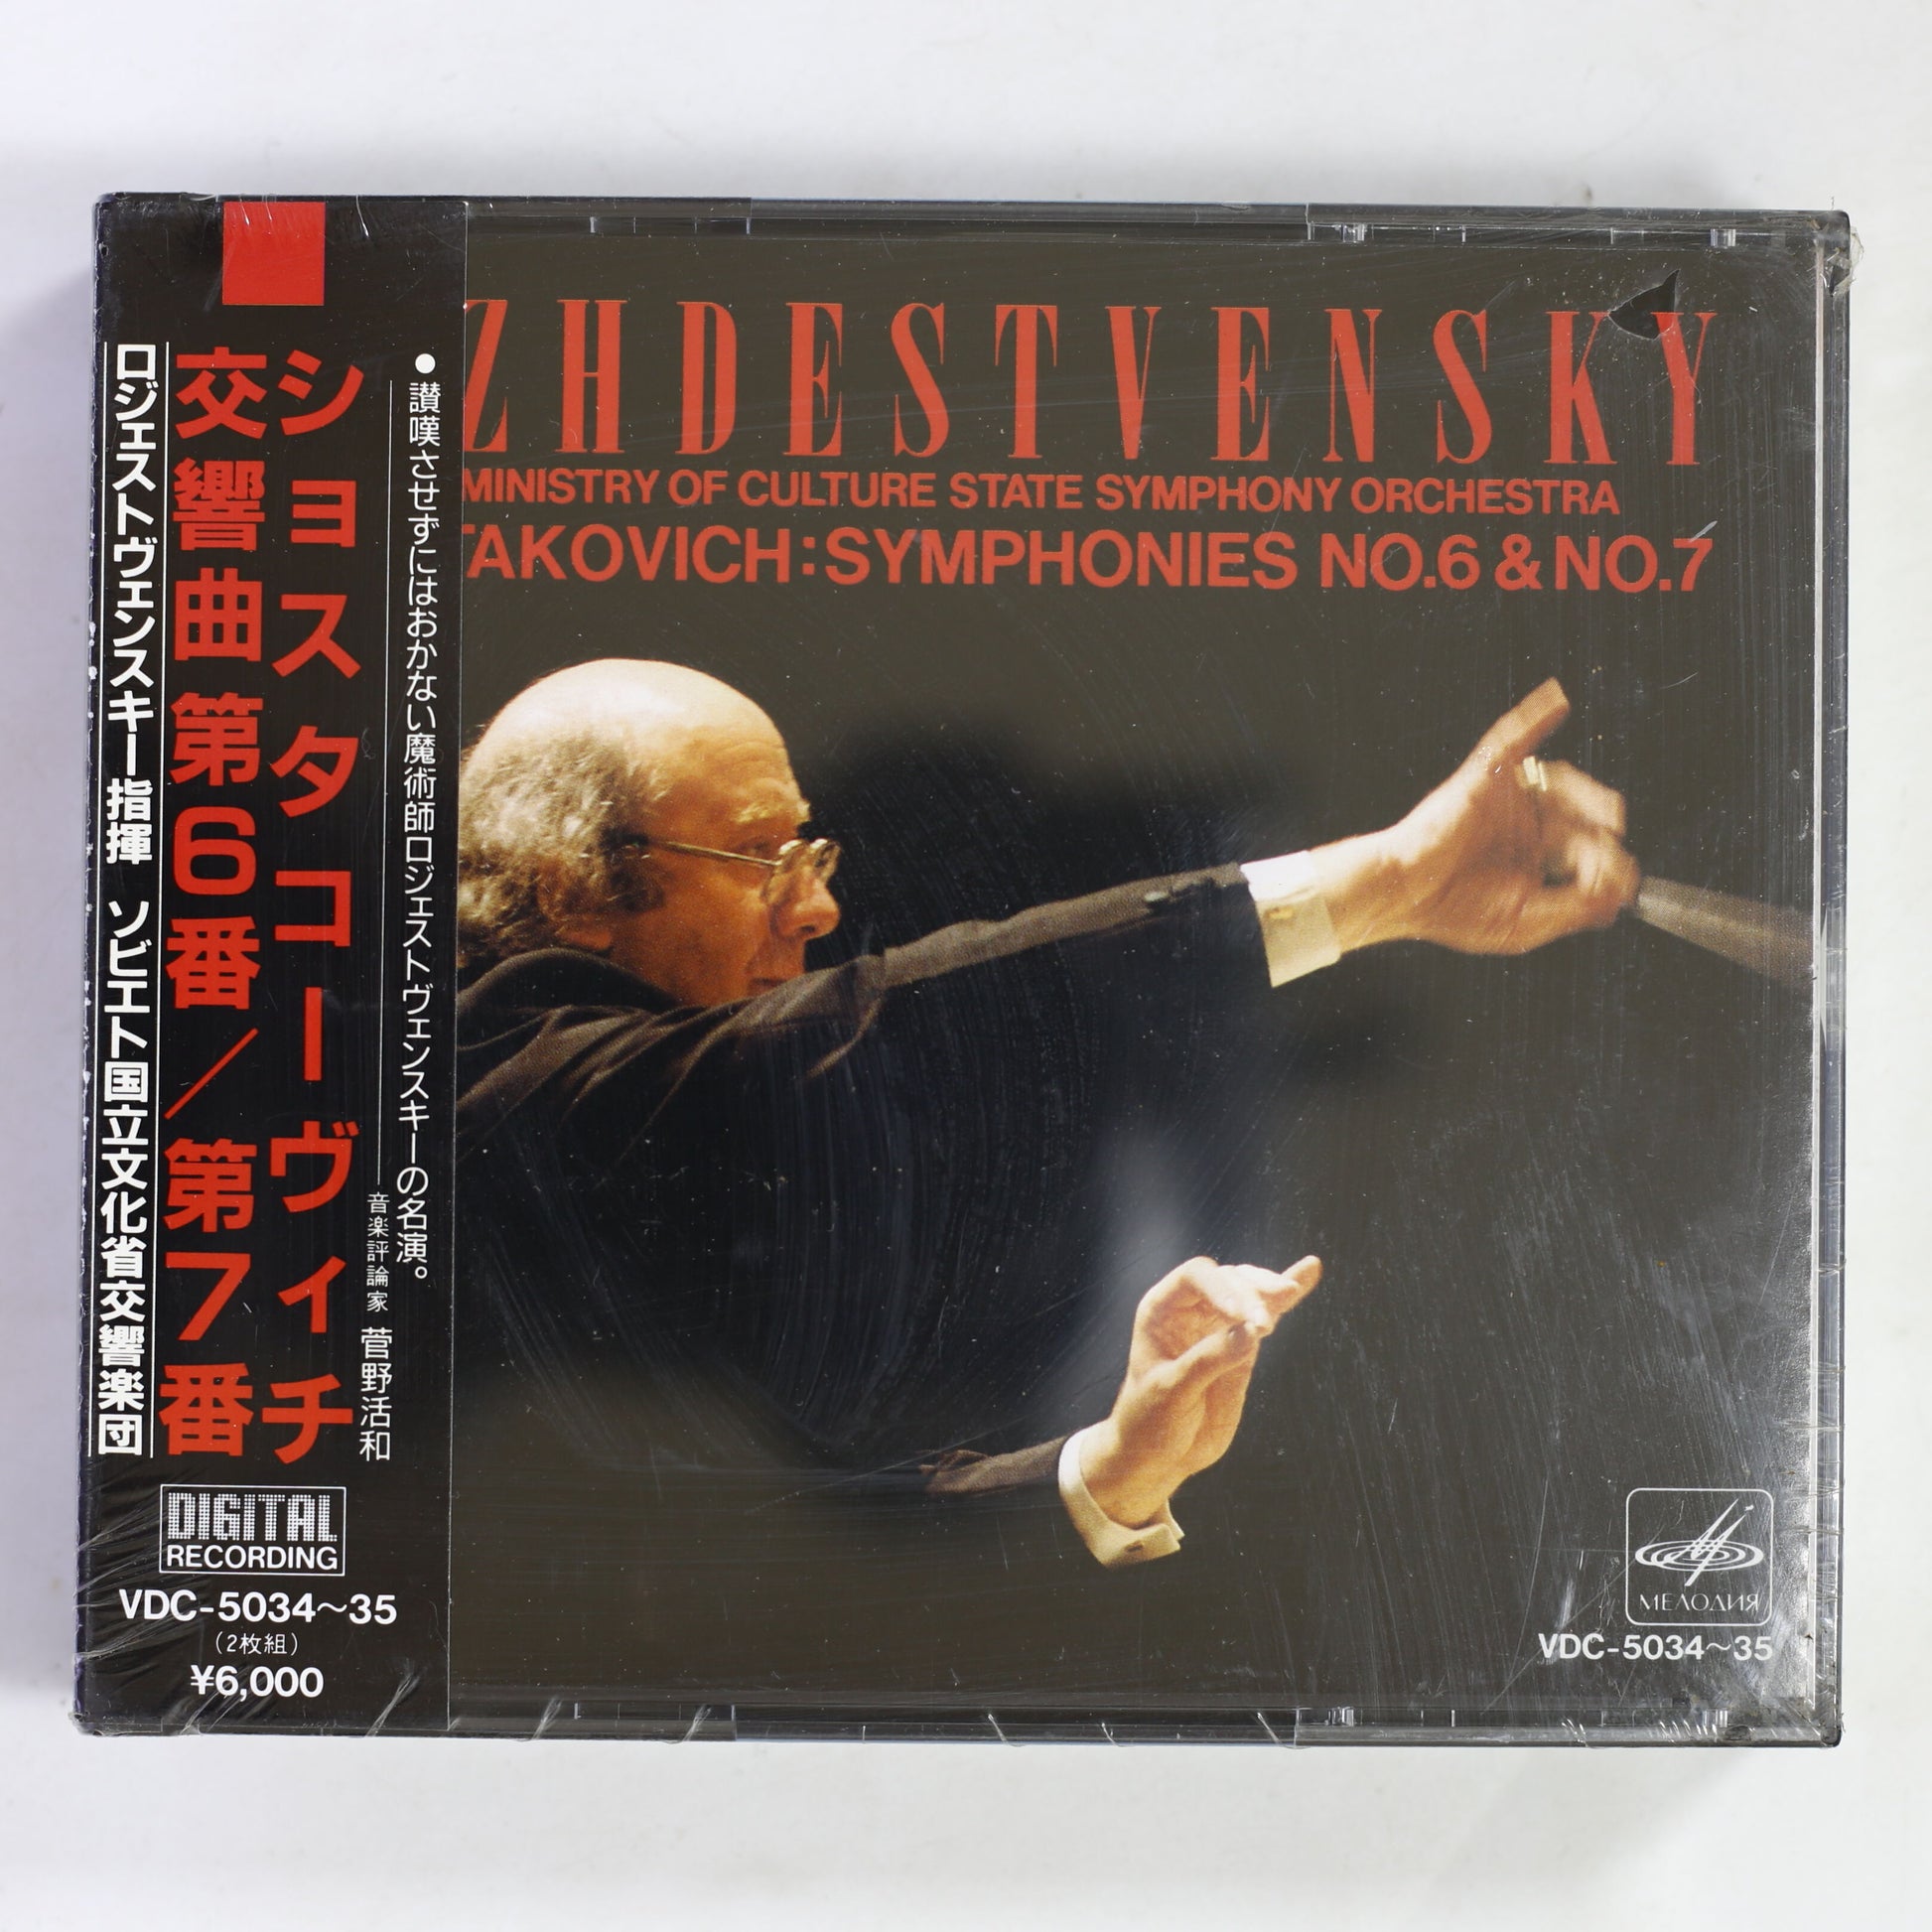 ●讃嘆させずにはおかない魔術師ロジェストヴェンスキーの名演。
音楽評論家 菅野活和
ショスタコーヴィチ
交響曲第6番／第7番
ロジェストヴェンスキー指揮 ソビエト国立文化省交響楽団
DIGITAL
RECORDING
VDC-5034～35
(2枚組)
¥6,000
ZHDESTVENSKY
MINISTRY OF CULTURE STATE SYMPHONY ORCHESTRA
TAKOVICH:SYMPHONIES NO.6 & NO.7
МЕЛОДИЯ
VDC-5034～35